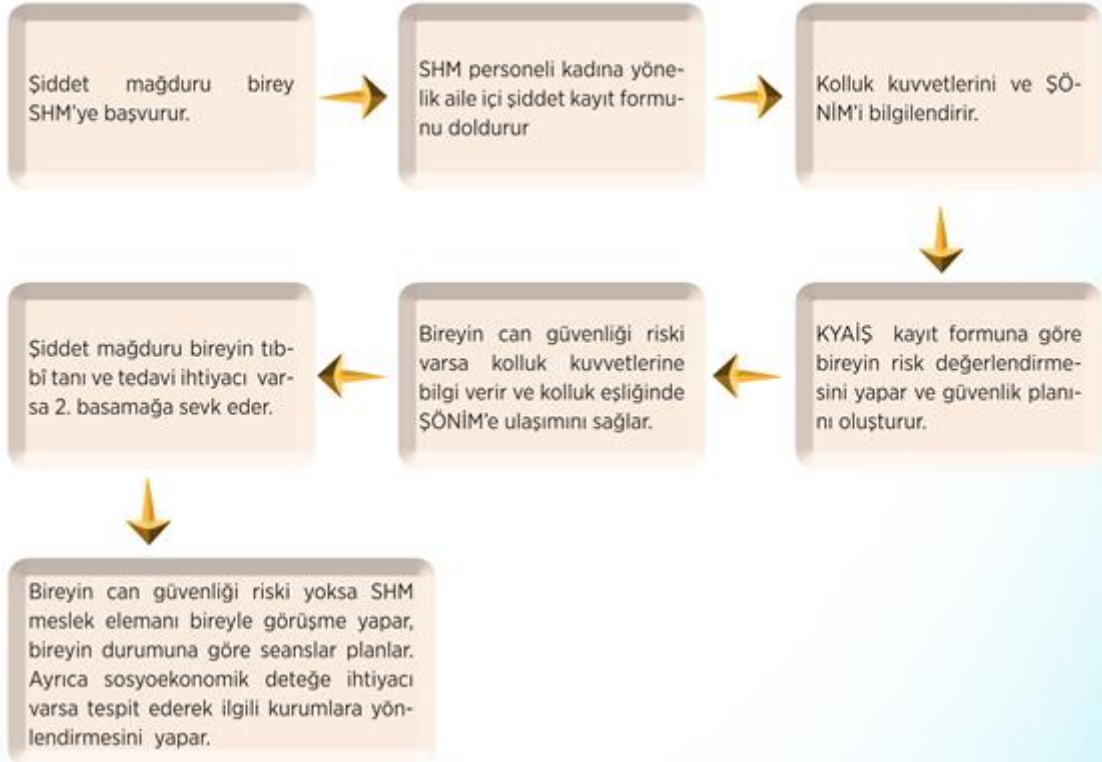 Şiddet mağduru birey
SHM'ye başvurur.
SHM personeli kadına yöne-
lik aile içi şiddet kayıt formu-
nu doldurur
Kolluk kuvvetlerini ve ŞÖ-
NİM'i bilgilendirir.
KYAİŞ kayıt formuna göre
bireyin risk değerlendirme-
sini yapar ve güvenlik planı-
nı oluşturur.
Bireyin can güvenliği riski
varsa kolluk kuvvetlerine
bilgi verir ve kolluk eşliğinde
ŞÖNİM'e ulaşımını sağlar.
Şiddet mağduru bireyin tıb-
bî tanı ve tedavi ihtiyacı var-
sa 2. basamağa sevk eder.
Bireyin can güvenliği riski yoksa SHM
meslek elemanı bireyle görüşme yapar,
bireyin durumuna göre seanslar planlar.
Ayrıca sosyoekonomik deteğe ihtiyacı
varsa tespit ederek ilgili kurumlara yön-
lendirmesini yapar.